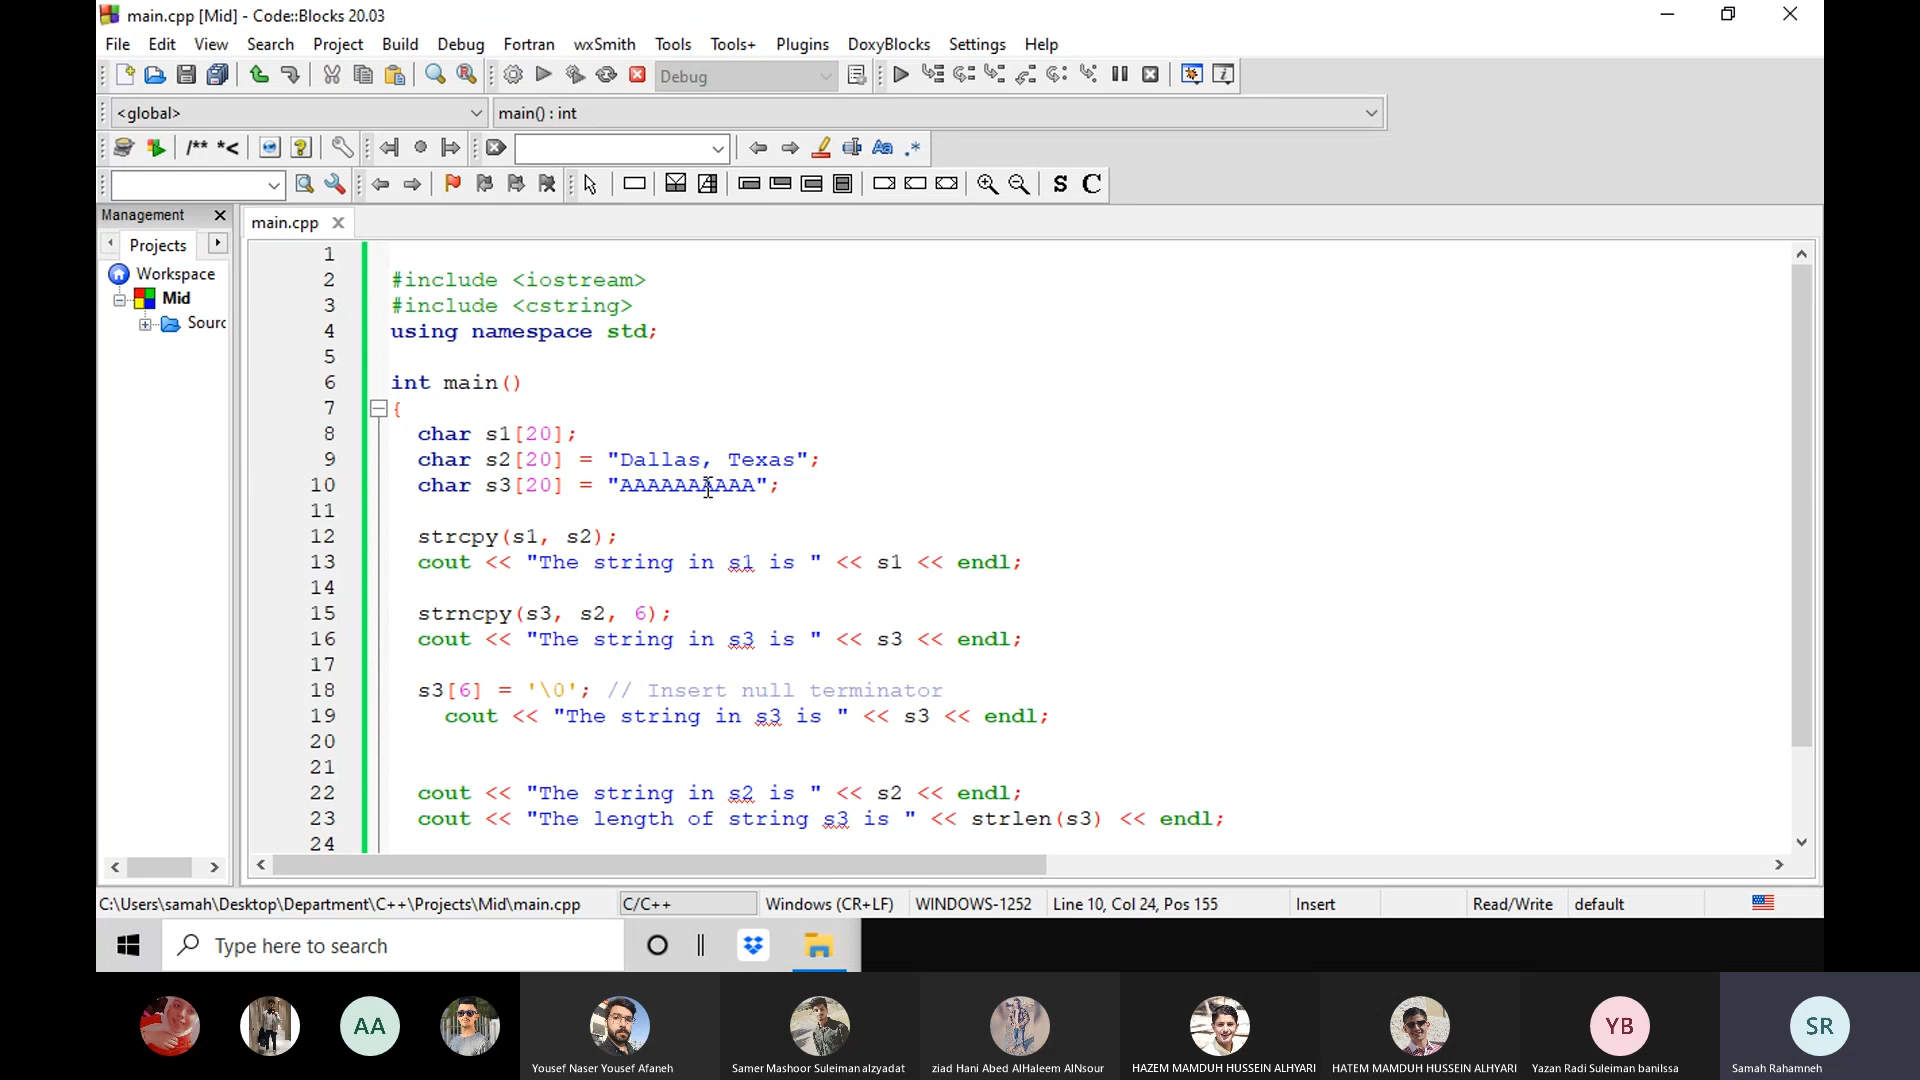 main.cpp [Mid] - Code::Blocks 20.03
File Edit View Search Project Build Debug Fortran wxSmith Tools Tools+ Plugins DoxyBlocks Settings Help
Debug
<global> main() : int
/** *<
Aa .*
S C
Management
Projects
main.cpp
Workspace
Mid
Sourc
1
2 #include <iostream>
3 #include <cstring>
4 using namespace std;
5
6 int main()
7 {
8 char s1[20];
9 char s2[20] = "Dallas, Texas";
10 char s3[20] = "AAAAAAAAAA";
11
12 strcpy(s1, s2);
13 cout << "The string in s1 is " << s1 << endl;
14
15 strncpy(s3, s2, 6);
16 cout << "The string in s3 is " << s3 << endl;
17
18 s3[6] = '\0'; // Insert null terminator
19 cout << "The string in s3 is " << s3 << endl;
20
21
22 cout << "The string in s2 is " << s2 << endl;
23 cout << "The length of string s3 is " << strlen(s3) << endl;
24
C:\Users\samah\Desktop\Department\C++\Projects\Mid\main.cpp C/C++ Windows (CR+LF) WINDOWS-1252 Line 10, Col 24, Pos 155 Insert Read/Write default
Type here to search
AA YB SR
Yousef Naser Yousef Afaneh Samer Mashoor Suleiman alzyadat ziad Hani Abed AlHaleem AlNsour HAZEM MAMDUH HUSSEIN ALHYARI HATEM MAMDUH HUSSEIN ALHYARI Yazan Radi Suleiman baniIssa Samah Rahamneh